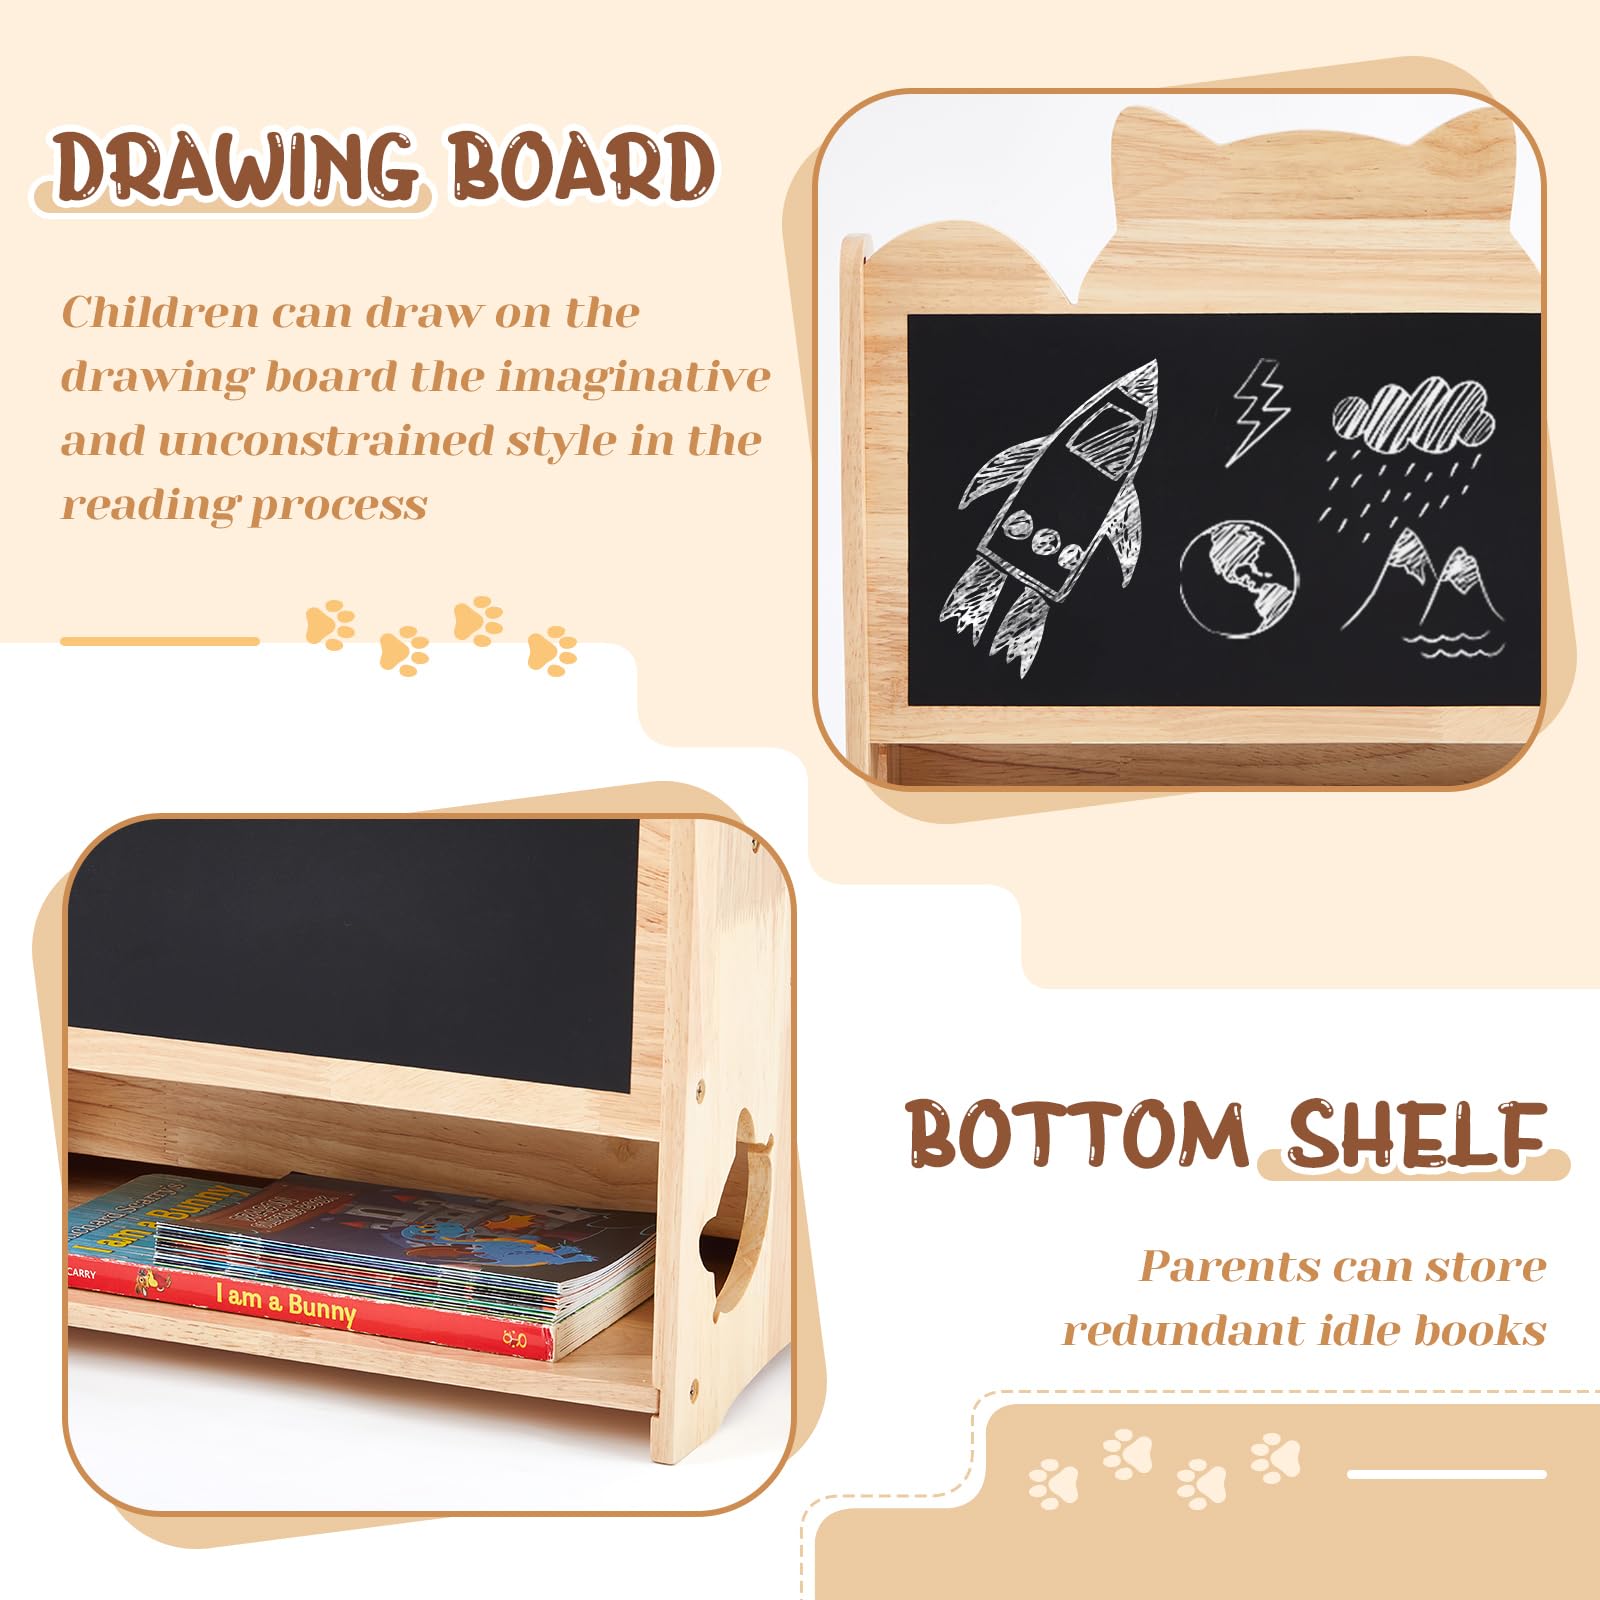 DRAWING BOARD
Children can draw on the
drawing board the imaginative
and unconstrained style in the
reading process
I am a Bunny
CARRY
I am a Bunny
BOTTOM SHELF
Parents can store
redundant idle books